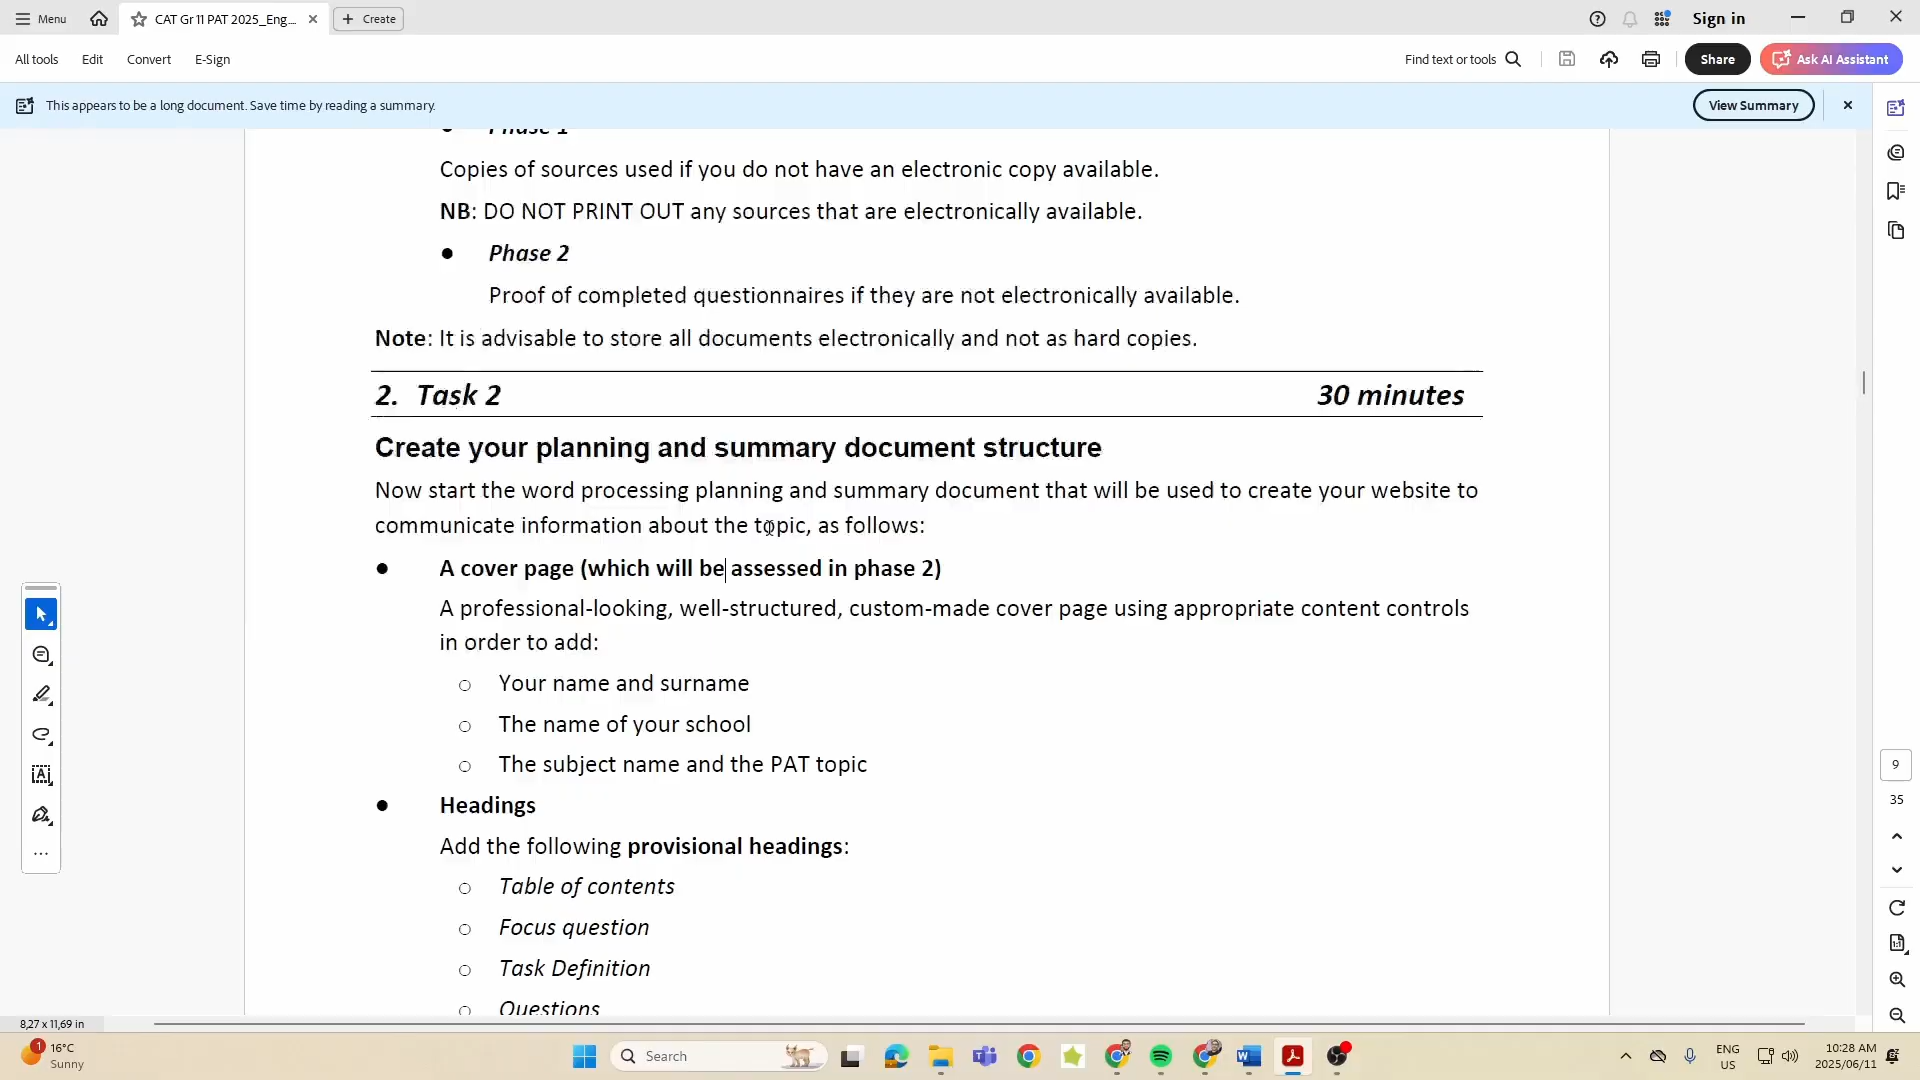 Menu
CAT Gr 11 PAT 2025_Eng...
Create
Sign in
All tools
Edit
Convert
E-Sign
Find text or tools
Share
Ask AI Assistant
This appears to be a long document. Save time by reading a summary.
View Summary
● Phase 1
Copies of sources used if you do not have an electronic copy available.
NB: DO NOT PRINT OUT any sources that are electronically available.
● Phase 2
Proof of completed questionnaires if they are not electronically available.
Note: It is advisable to store all documents electronically and not as hard copies.
2. Task 2 30 minutes
Create your planning and summary document structure
Now start the word processing planning and summary document that will be used to create your website to
communicate information about the topic, as follows:
● A cover page (which will be assessed in phase 2)
A professional-looking, well-structured, custom-made cover page using appropriate content controls
in order to add:
○ Your name and surname
○ The name of your school
○ The subject name and the PAT topic
● Headings
Add the following provisional headings:
○ Table of contents
○ Focus question
○ Task Definition
○ Questions
9
35
8,27 x 11,69 in
1
16°C
Sunny
Search
ENG
US
10:28 AM
2025/06/11